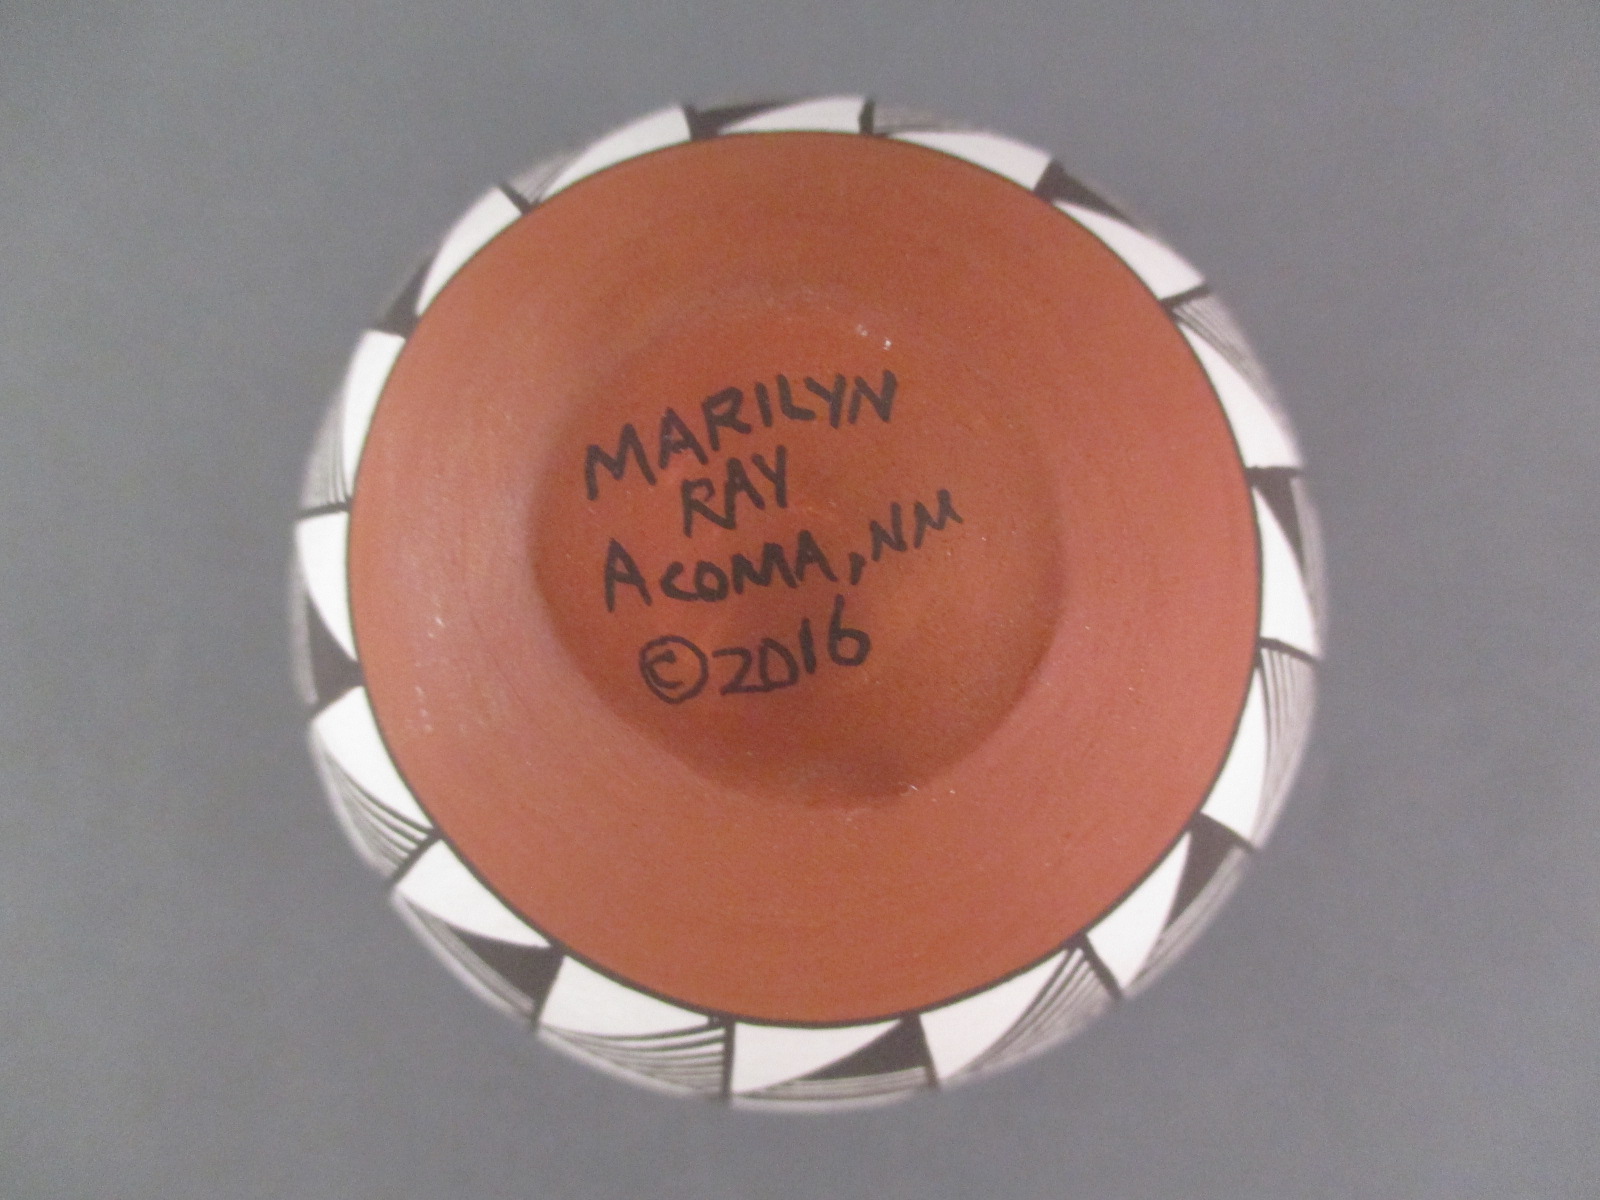 MARILYN
RAY
ACOMA, NM
©2016